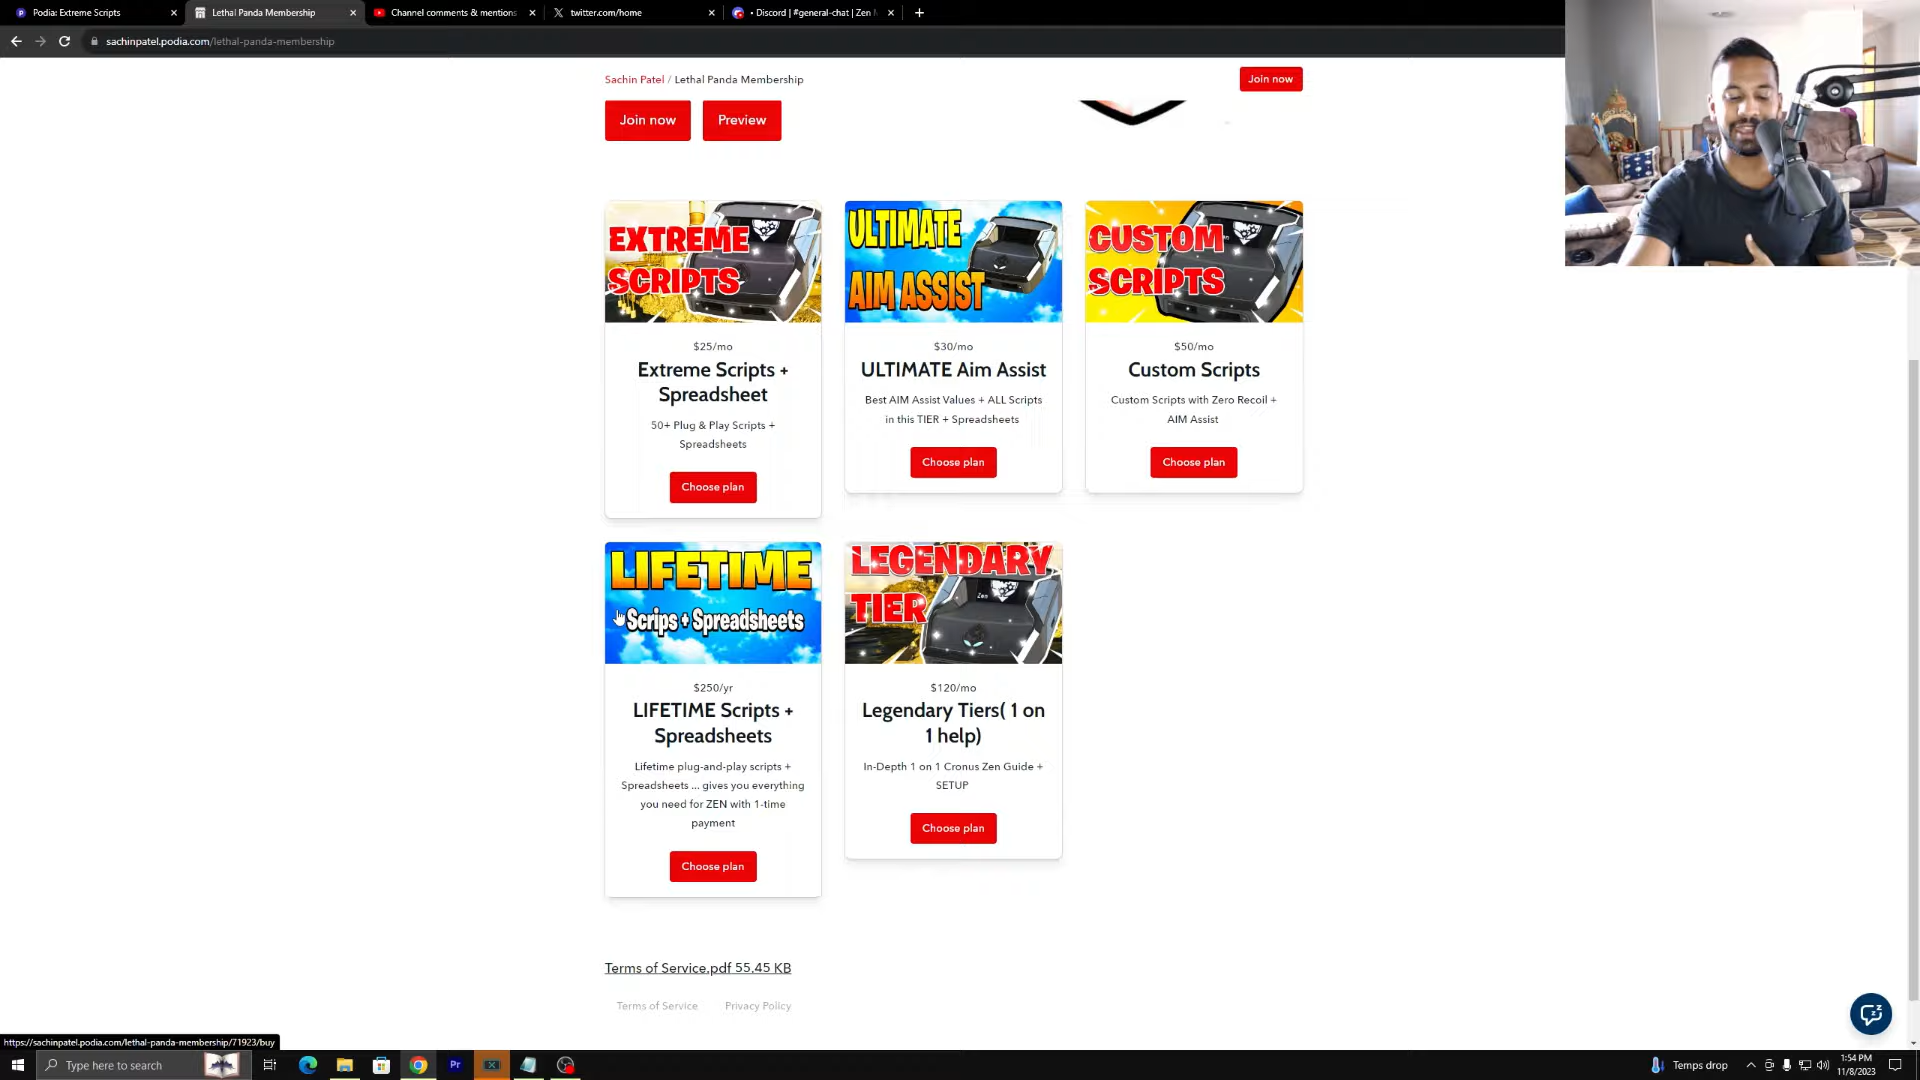 Podia: Extreme Scripts
Lethal Panda Membership
Channel comments & mentions
twitter.com/home
• Discord | #general-chat | Zen
sachinpatel.podia.com/lethal-panda-membership
Sachin Patel / Lethal Panda Membership
Join now
Join now
Preview
EXTREME
SCRIPTS
$25/mo
Extreme Scripts +
Spreadsheet
50+ Plug & Play Scripts +
Spreadsheets
Choose plan
ULTIMATE
AIM ASSIST
$30/mo
ULTIMATE Aim Assist
Best AIM Assist Values + ALL Scripts
in this TIER + Spreadsheets
Choose plan
CUSTOM
SCRIPTS
$50/mo
Custom Scripts
Custom Scripts with Zero Recoil +
AIM Assist
Choose plan
LIFETIME
Scrips + Spreadsheets
$250/yr
LIFETIME Scripts +
Spreadsheets
Lifetime plug-and-play scripts +
Spreadsheets ... gives you everything
you need for ZEN with 1-time
payment
Choose plan
LEGENDARY
TIER
Zen
$120/mo
Legendary Tiers( 1 on
1 help)
In-Depth 1 on 1 Cronus Zen Guide +
SETUP
Choose plan
Terms of Service.pdf 55.45 KB
Terms of Service
Privacy Policy
https://sachinpatel.podia.com/lethal-panda-membership/71923/buy
Type here to search
Pr
Temps drop
1:54 PM
11/8/2023